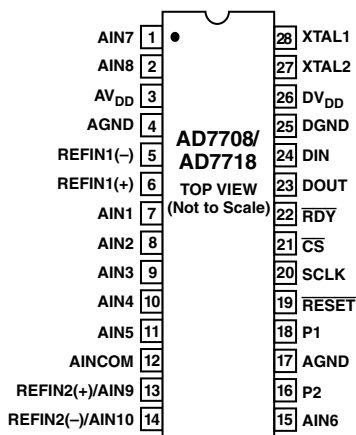 AIN7 1
AIN8 2
AVDD 3
AGND 4
REFIN1(–) 5
REFIN1(+) 6
AIN1 7
AIN2 8
AIN3 9
AIN4 10
AIN5 11
AINCOM 12
REFIN2(+)/AIN9 13
REFIN2(–)/AIN10 14
AD7708/
AD7718
TOP VIEW
(Not to Scale)
28 XTAL1
27 XTAL2
26 DVDD
25 DGND
24 DIN
23 DOUT
22 R̅D̅Y̅
21 C̅S̅
20 SCLK
19 R̅E̅S̅E̅T̅
18 P1
17 AGND
16 P2
15 AIN6